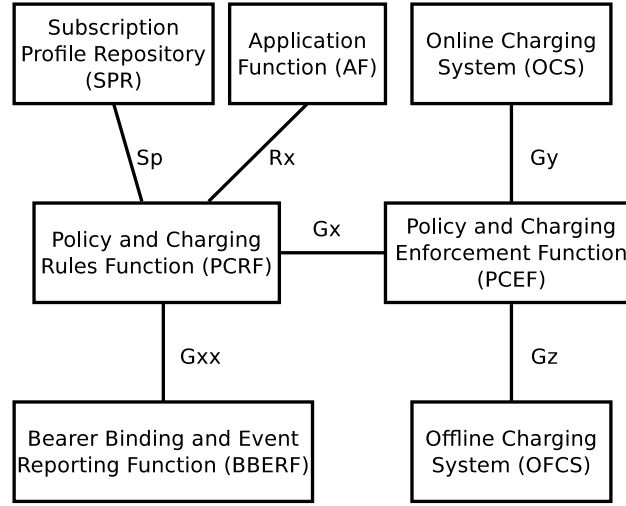 Subscription
Profile Repository
(SPR)
Application
Function (AF)
Online Charging
System (OCS)
Sp
Rx
Gy
Policy and Charging
Rules Function (PCRF)
Gx
Policy and Charging
Enforcement Function
(PCEF)
Gxx
Gz
Bearer Binding and Event
Reporting Function (BBERF)
Offline Charging
System (OFCS)